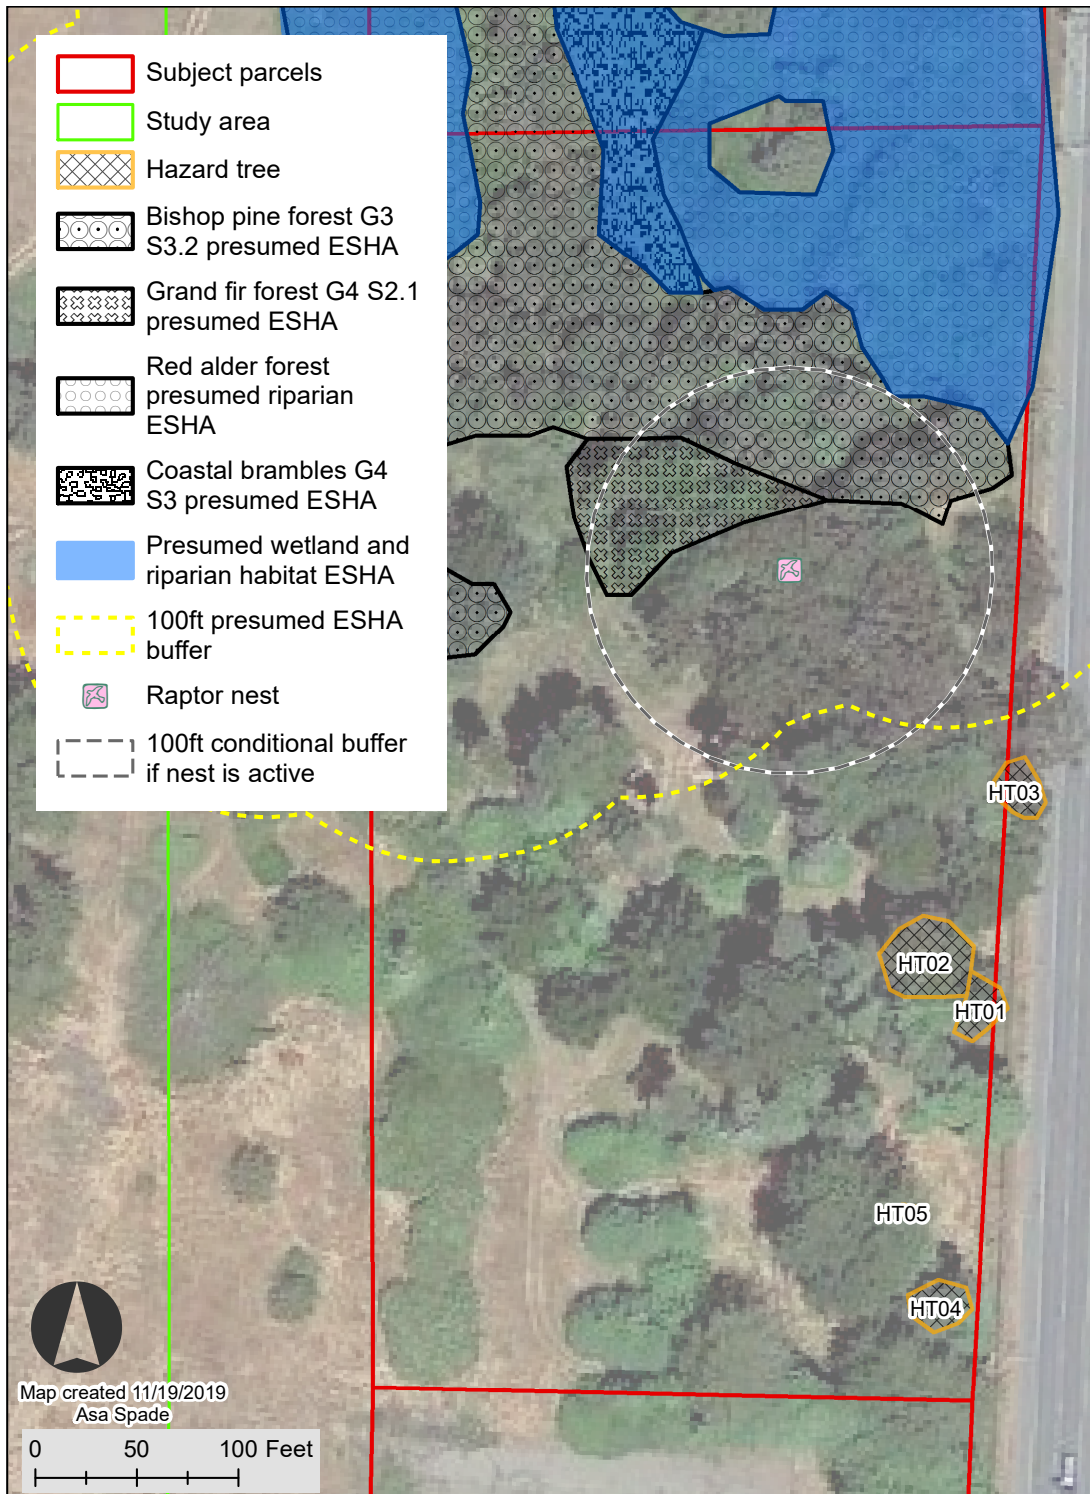 Subject parcels
Study area
Hazard tree
Bishop pine forest G3
S3.2 presumed ESHA
Grand fir forest G4 S2.1
presumed ESHA
Red alder forest
presumed riparian
ESHA
Coastal brambles G4
S3 presumed ESHA
Presumed wetland and
riparian habitat ESHA
100ft presumed ESHA
buffer
Raptor nest
100ft conditional buffer
if nest is active
HT03
HT02
HT01
HT05
HT04
Map created 11/19/2019
Asa Spade
0 50 100 Feet